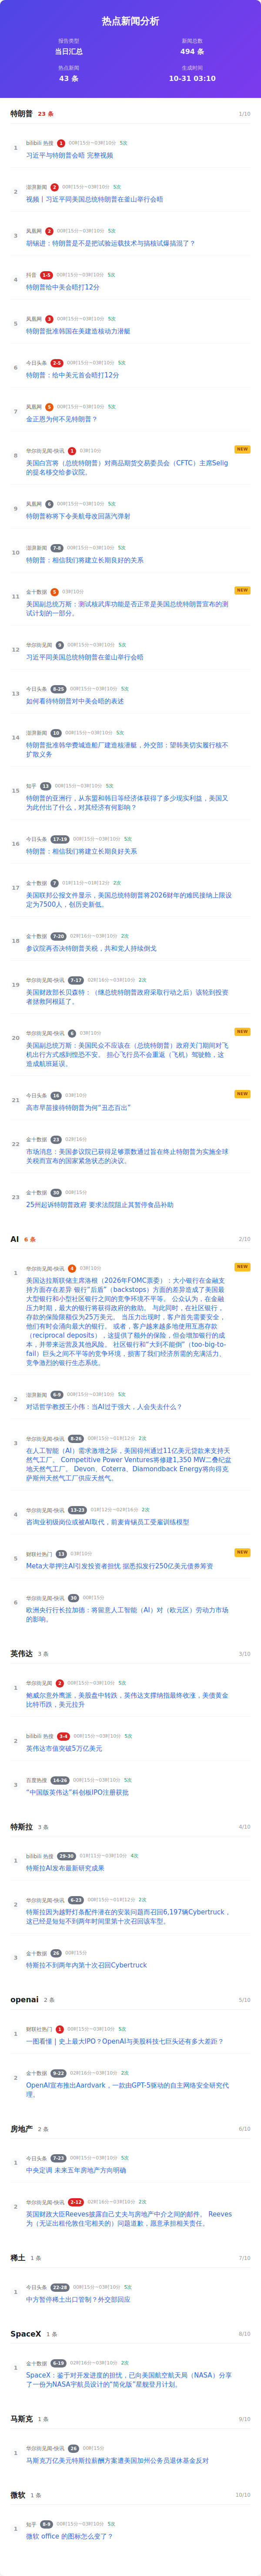 热点新闻分析
报告类型
当日汇总
新闻总数
494 条
热点新闻
43 条
生成时间
10-31 03:10
特朗普 23 条 1/10
1 bilibili 热搜 1 00时15分~03时10分 5次
习近平与特朗普会晤 完整视频
2 澎湃新闻 2 00时15分~03时10分 5次
视频丨习近平同美国总统特朗普在釜山举行会晤
3 凤凰网 2 00时15分~03时10分 5次
胡锡进：特朗普是不是把试验运载技术与搞核试爆搞混了？
4 抖音 1-5 00时15分~03时10分 5次
特朗普给中美会晤打12分
5 凤凰网 3 00时15分~03时10分 5次
特朗普批准韩国在美建造核动力潜艇
6 今日头条 2-5 00时15分~03时10分 5次
特朗普：给中美元首会晤打12分
7 凤凰网 5 00时15分~03时10分 5次
金正恩为何不见特朗普？
8 华尔街见闻-快讯 1 03时10分 NEW
美国白宫将（总统特朗普）对商品期货交易委员会（CFTC）主席Selig
的提名移交给参议院。
9 凤凰网 6 00时15分~03时10分 5次
特朗普称将下令美航母改回蒸汽弹射
10 澎湃新闻 7-8 00时15分~03时10分 5次
特朗普：相信我们将建立长期良好的关系
11 金十数据 5 03时10分 NEW
美国副总统万斯：测试核武库功能是否正常是美国总统特朗普宣布的测
试计划的一部分。
12 华尔街见闻 9 00时15分~03时10分 5次
习近平同美国总统特朗普在釜山举行会晤
13 今日头条 8-25 00时15分~03时10分 5次
如何看待特朗普对中美会晤的表述
14 澎湃新闻 10 00时15分~03时10分 5次
特朗普批准韩华费城造船厂建造核潜艇，外交部：望韩美切实履行核不
扩散义务
15 知乎 13 00时15分~03时10分 5次
特朗普的亚洲行，从东盟和韩日等经济体获得了多少现实利益，美国又
为此付出了什么，对其经济有何影响？
16 今日头条 17-19 00时15分~03时10分 5次
特朗普：相信我们将建立长期良好关系
17 金十数据 7 01时11分~01时12分 2次
美国联邦公报文件显示，美国总统特朗普将2026财年的难民接纳上限设
定为7500人，创历史新低。
18 金十数据 7-20 02时16分~03时10分 2次
参议院再否决特朗普关税，共和党人持续倒戈
19 华尔街见闻-快讯 7-17 02时16分~03时10分 2次
美国财政部长贝森特：（继总统特朗普政府采取行动之后）该轮到投资
者拯救阿根廷了。
20 华尔街见闻-快讯 6 03时10分 NEW
美国副总统万斯：美国民众不应该在（总统特朗普）政府关门期间对飞
机出行方式感到惶恐不安。 担心飞行员不会重返（飞机）驾驶舱，这
造成航班延误。
21 今日头条 16 03时10分 NEW
高市早苗接待特朗普为何“丑态百出”
22 金十数据 23 02时16分
市场消息：美国参议院已获得足够票数通过旨在终止特朗普为实施全球
关税而宣布的国家紧急状态的决议。
23 金十数据 30 00时15分
25州起诉特朗普政府 要求法院阻止其暂停食品补助
AI 6 条 2/10
1 华尔街见闻-快讯 4 03时10分 NEW
美国达拉斯联储主席洛根（2026年FOMC票委）：大小银行在金融支
持方面存在差异 银行“后盾”（backstops）方面的差异造成了美国最
大型银行和小型社区银行之间的竞争环境不平等。 公众认为，在金融
压力时期，最大的银行将获得政府的救助。 与此同时，在社区银行，
存款的保险限额仅为25万美元。 当压力出现时，客户首先需要安全，
他们有时会涌向最大的银行。 或者，客户越来越多地使用互惠存款
（reciprocal deposits），这提供了额外的保险，但会增加银行的成
本，并带来运营及其他风险。 社区银行和“大到不能倒”（too-big-to-
fail）巨头之间不平等的竞争环境，损害了我们经济所需的充满活力、
竞争激烈的银行生态系统。
2 澎湃新闻 6-9 00时15分~03时10分 5次
对话哲学教授王小伟：当AI过于强大，人会失去什么？
3 华尔街见闻-快讯 8-26 00时15分~01时12分 2次
在人工智能（AI）需求激增之际，美国得州通过11亿美元贷款来支持天
然气工厂。 Competitive Power Ventures将修建1,350 MW二叠纪盆
地天然气工厂。 Devon、Coterra、Diamondback Energy将向得克
萨斯州天然气工厂供应天然气。
4 华尔街见闻-快讯 13-23 01时12分~02时16分 2次
咨询业初级岗位或被AI取代，前麦肯锡员工受雇训练模型
5 财联社热门 13 03时10分 NEW
Meta大举押注AI引发投资者担忧 据悉拟发行250亿美元债券筹资
6 华尔街见闻-快讯 30 00时15分
欧洲央行行长拉加德：将留意人工智能（AI）对（欧元区）劳动力市场
的影响。
英伟达 3 条 3/10
1 华尔街见闻 2 00时15分~03时10分 5次
鲍威尔意外鹰派，美股盘中转跌，英伟达支撑纳指最终收涨，美债黄金
比特币跌，美元拉升
2 bilibili 热搜 3-4 00时15分~03时10分 5次
英伟达市值突破5万亿美元
3 百度热搜 14-26 00时15分~03时10分 5次
“中国版英伟达”科创板IPO注册获批
特斯拉 3 条 4/10
1 bilibili 热搜 29-30 01时11分~03时10分 4次
特斯拉AI发布最新研究成果
2 华尔街见闻-快讯 6-23 00时15分~01时12分 2次
特斯拉因为越野灯条配件潜在的安装问题而召回6,197辆Cybertruck，
这已经是短短不到两年时间里第十次召回该车型。
3 金十数据 26 00时15分
特斯拉不到两年内第十次召回Cybertruck
openai 2 条 5/10
1 财联社热门 1 00时15分~03时10分 5次
一图看懂 | 史上最大IPO？OpenAI与美股科技七巨头还有多大差距？
2 金十数据 9-22 02时16分~03时10分 2次
OpenAI宣布推出Aardvark，一款由GPT-5驱动的自主网络安全研究代
理。
房地产 2 条 6/10
1 今日头条 7-23 00时15分~03时10分 5次
中央定调 未来五年房地产方向明确
2 华尔街见闻-快讯 2-12 02时16分~03时10分 2次
英国财政大臣Reeves披露自己丈夫与房地产中介之间的邮件。 Reeves
为（无证出租伦敦住宅相关的）问题道歉，愿意承担相关责任。
稀土 1 条 7/10
1 今日头条 22-28 00时15分~03时10分 5次
中方暂停稀土出口管制？外交部回应
SpaceX 1 条 8/10
1 金十数据 6-19 02时16分~03时10分 2次
SpaceX：鉴于对开发进度的担忧，已向美国航空航天局（NASA）分享
了一份为NASA宇航员设计的“简化版”星舰登月计划。
马斯克 1 条 9/10
1 华尔街见闻-快讯 26 00时15分
马斯克万亿美元特斯拉薪酬方案遭美国加州公务员退休基金反对
微软 1 条 10/10
1 知乎 8-9 00时15分~03时10分 5次
微软 office 的图标怎么变了？